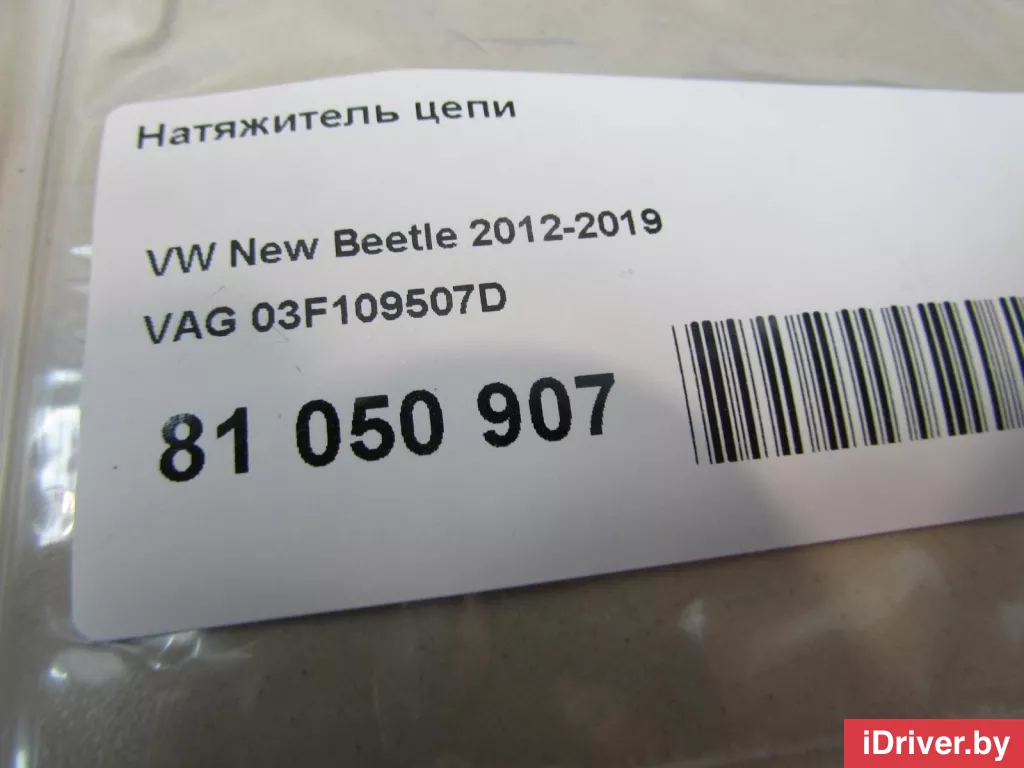 Натяжитель цепи
VW New Beetle 2012-2019
VAG 03F109507D
81 050 907
iDriver.by